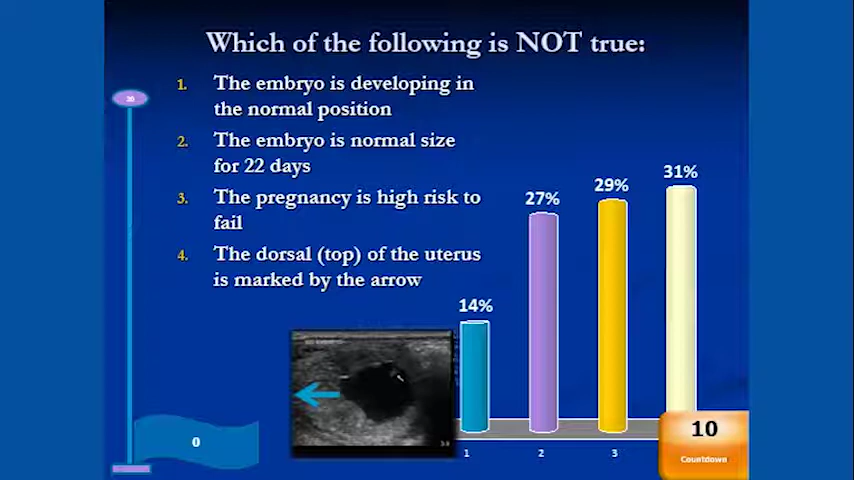 Which of the following is NOT true:
1. The embryo is developing in
the normal position
2. The embryo is normal size
for 22 days
3. The pregnancy is high risk to
fail
4. The dorsal (top) of the uterus
is marked by the arrow
14%
27%
29%
31%
1
2
3
0
10
Countdown